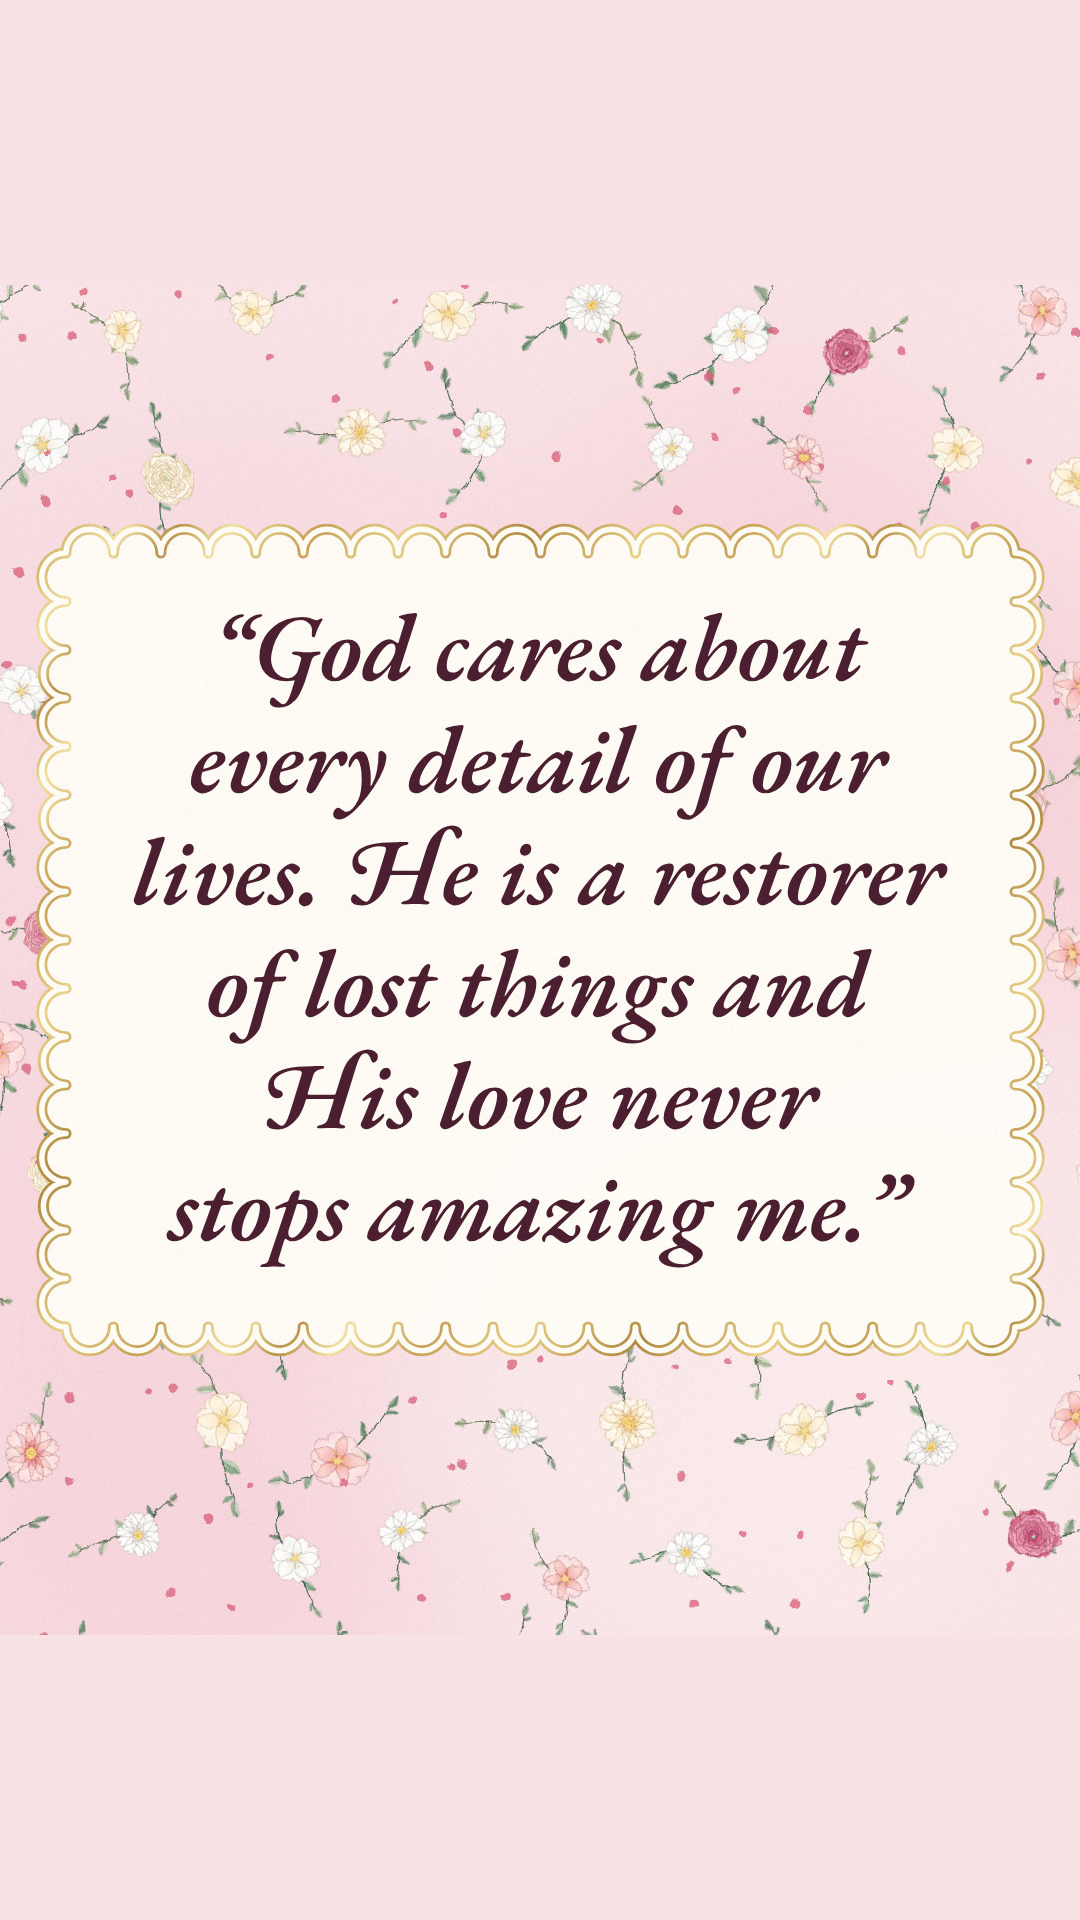 “God cares about
every detail of our
lives. He is a restorer
of lost things and
His love never
stops amazing me.”